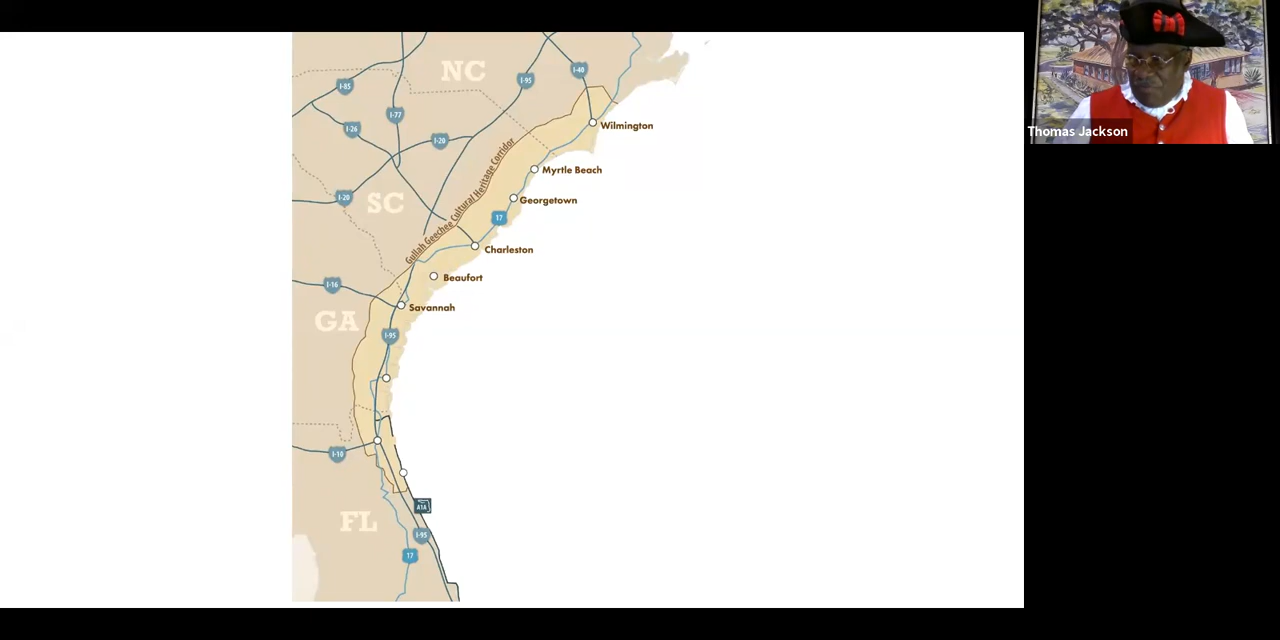 NC
I-40
I-95
I-85
I-77
I-26
I-20
Wilmington
Myrtle Beach
I-20
SC
Georgetown
17
Gullah Geechee Cultural Heritage Corridor
Charleston
Beaufort
I-16
Savannah
GA
I-95
I-10
A1A
FL
I-95
17
Thomas Jackson